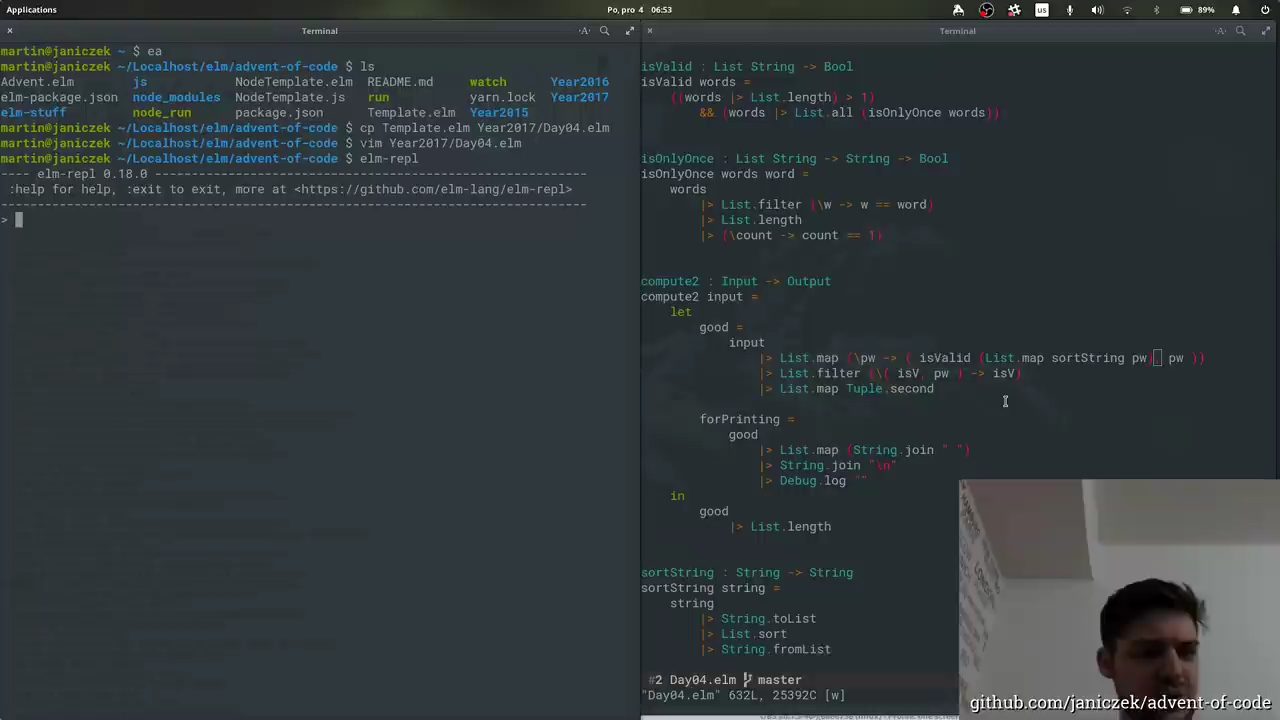 Applications
Po, pro 4 06:53
us
89%
Terminal
martin@janiczek ~ $ ea
martin@janiczek ~/Localhost/elm/advent-of-code $ ls
Advent.elm js NodeTemplate.elm README.md watch Year2016
elm-package.json node_modules NodeTemplate.js run yarn.lock Year2017
elm-stuff node_run package.json Template.elm Year2015
martin@janiczek ~/Localhost/elm/advent-of-code $ cp Template.elm Year2017/Day04.elm
martin@janiczek ~/Localhost/elm/advent-of-code $ vim Year2017/Day04.elm
martin@janiczek ~/Localhost/elm/advent-of-code $ elm-repl
---- elm-repl 0.18.0 -----------------------------------------------------------
:help for help, :exit to exit, more at <https://github.com/elm-lang/elm-repl>
--------------------------------------------------------------------------------
>
Terminal
isValid : List String -> Bool
isValid words =
((words |> List.length) > 1)
&& (words |> List.all (isOnlyOnce words))
isOnlyOnce : List String -> String -> Bool
isOnlyOnce words word =
words
|> List.filter (\w -> w == word)
|> List.length
|> (\count -> count == 1)
compute2 : Input -> Output
compute2 input =
let
good =
input
|> List.map (\pw -> ( isValid (List.map sortString pw), pw ))
|> List.filter (\( isV, pw ) -> isV)
|> List.map Tuple.second
forPrinting =
good
|> List.map (String.join " ")
|> String.join "\n"
|> Debug.log ""
in
good
|> List.length
sortString : String -> String
sortString string =
string
|> String.toList
|> List.sort
|> String.fromList
#2 Day04.elm master
"Day04.elm" 632L, 25392C [w]
github.com/janiczek/advent-of-code